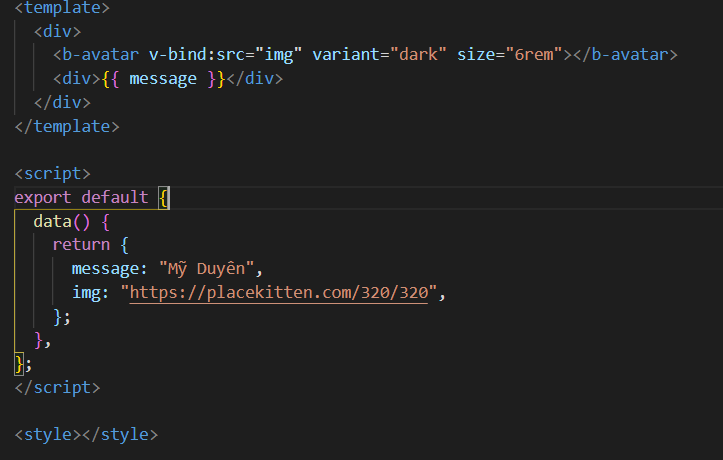 <template>
<div>
<b-avatar v-bind:src="img" variant="dark" size="6rem"></b-avatar>
<div>{{ message }}</div>
</div>
</template>
<script>
export default {
data() {
return {
message: "Mỹ Duyên",
img: "https://placekitten.com/320/320",
};
},
};
</script>
<style></style>